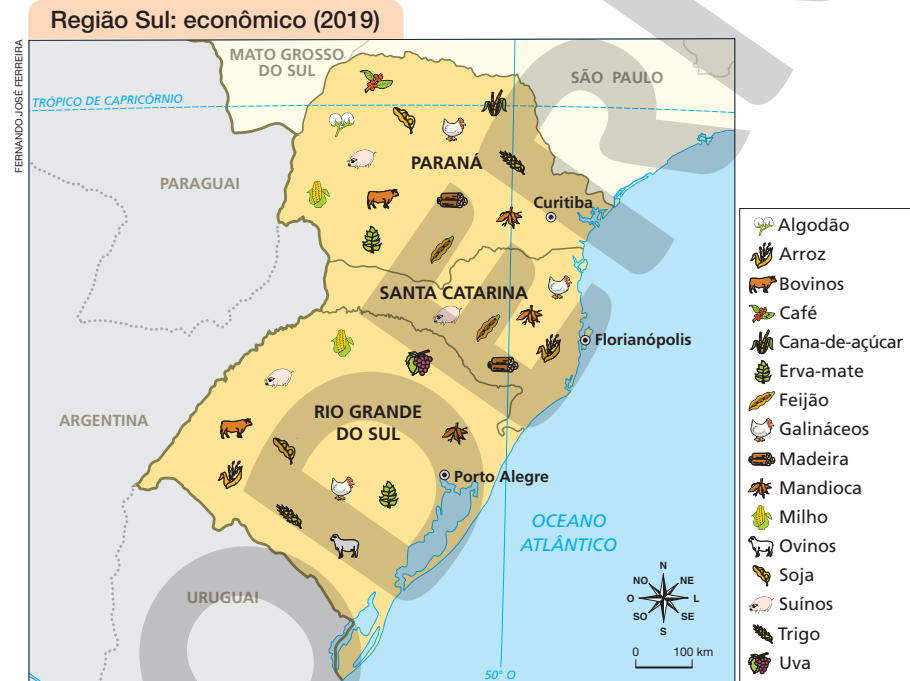 Região Sul: econômico (2019)
FERNANDO JOSÉ FERREIRA
MATO GROSSO
DO SUL
SÃO PAULO
TRÓPICO DE CAPRICÓRNIO
PARANÁ
PARAGUAI
Curitiba
SANTA CATARINA
Florianópolis
ARGENTINA
RIO GRANDE
DO SUL
Porto Alegre
OCEANO
ATLÂNTICO
URUGUAI
N
NO
NE
O
L
SO
SE
S
0 100 km
50° O
Algodão
Arroz
Bovinos
Café
Cana-de-açúcar
Erva-mate
Feijão
Galináceos
Madeira
Mandioca
Milho
Ovinos
Soja
Suínos
Trigo
Uva